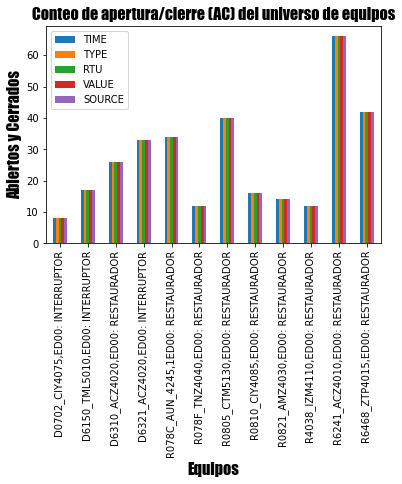 Conteo de apertura/cierre (AC) del universo de equipos
TIME
TYPE
RTU
VALUE
SOURCE
Abiertos y Cerrados
60
50
40
30
20
10
0
D0702_CIY4075,ED00: INTERRUPTOR
D6150_TML5010,ED00: INTERRUPTOR
D6310_ACZ4020,ED00: RESTAURADOR
D6321_ACZ4020,ED00: INTERRUPTOR
R078C_AUN_4245,1ED00: RESTAURADOR
R078F_TNZ4040,ED00: RESTAURADOR
R0805_CTM5130,ED00: RESTAURADOR
R0810_CIY4085,ED00: RESTAURADOR
R0821_AMZ4030,ED00: RESTAURADOR
R4038_IZM4110,ED00: RESTAURADOR
R6241_ACZ4010,ED00: RESTAURADOR
R6468_ZTP4015,ED00: RESTAURADOR
Equipos